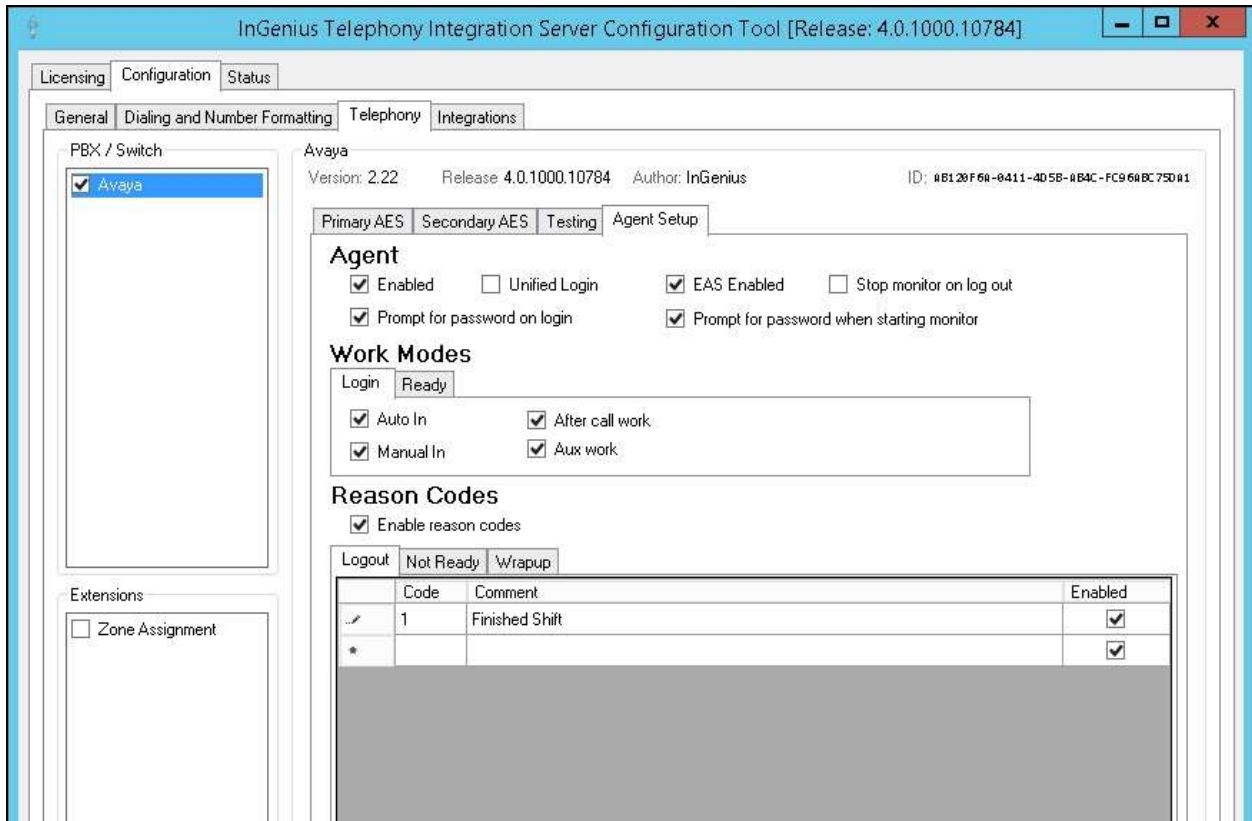 InGenius Telephony Integration Server Configuration Tool [Release: 4.0.1000.10784]
Licensing Configuration Status
General Dialing and Number Formatting Telephony Integrations
PBX / Switch
Avaya
Extensions
Zone Assignment
Avaya
Version: 2.22 Release 4.0.1000.10784 Author: InGenius ID: AB120F6A-0411-4D5B-AB4C-FC96ABC75DA1
Primary AES Secondary AES Testing Agent Setup
Agent
Enabled Unified Login EAS Enabled Stop monitor on log out
Prompt for password on login Prompt for password when starting monitor
Work Modes
Login Ready
Auto In After call work
Manual In Aux work
Reason Codes
Enable reason codes
Logout Not Ready Wrapup
Code Comment Enabled
1 Finished Shift